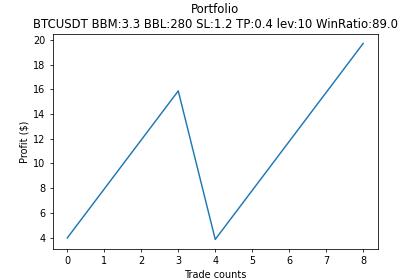 Portfolio
BTCUSDT BBM:3.3 BBL:280 SL:1.2 TP:0.4 lev:10 WinRatio:89.0
20
18
16
14
12
10
8
6
4
Profit ($)
0 1 2 3 4 5 6 7 8
Trade counts